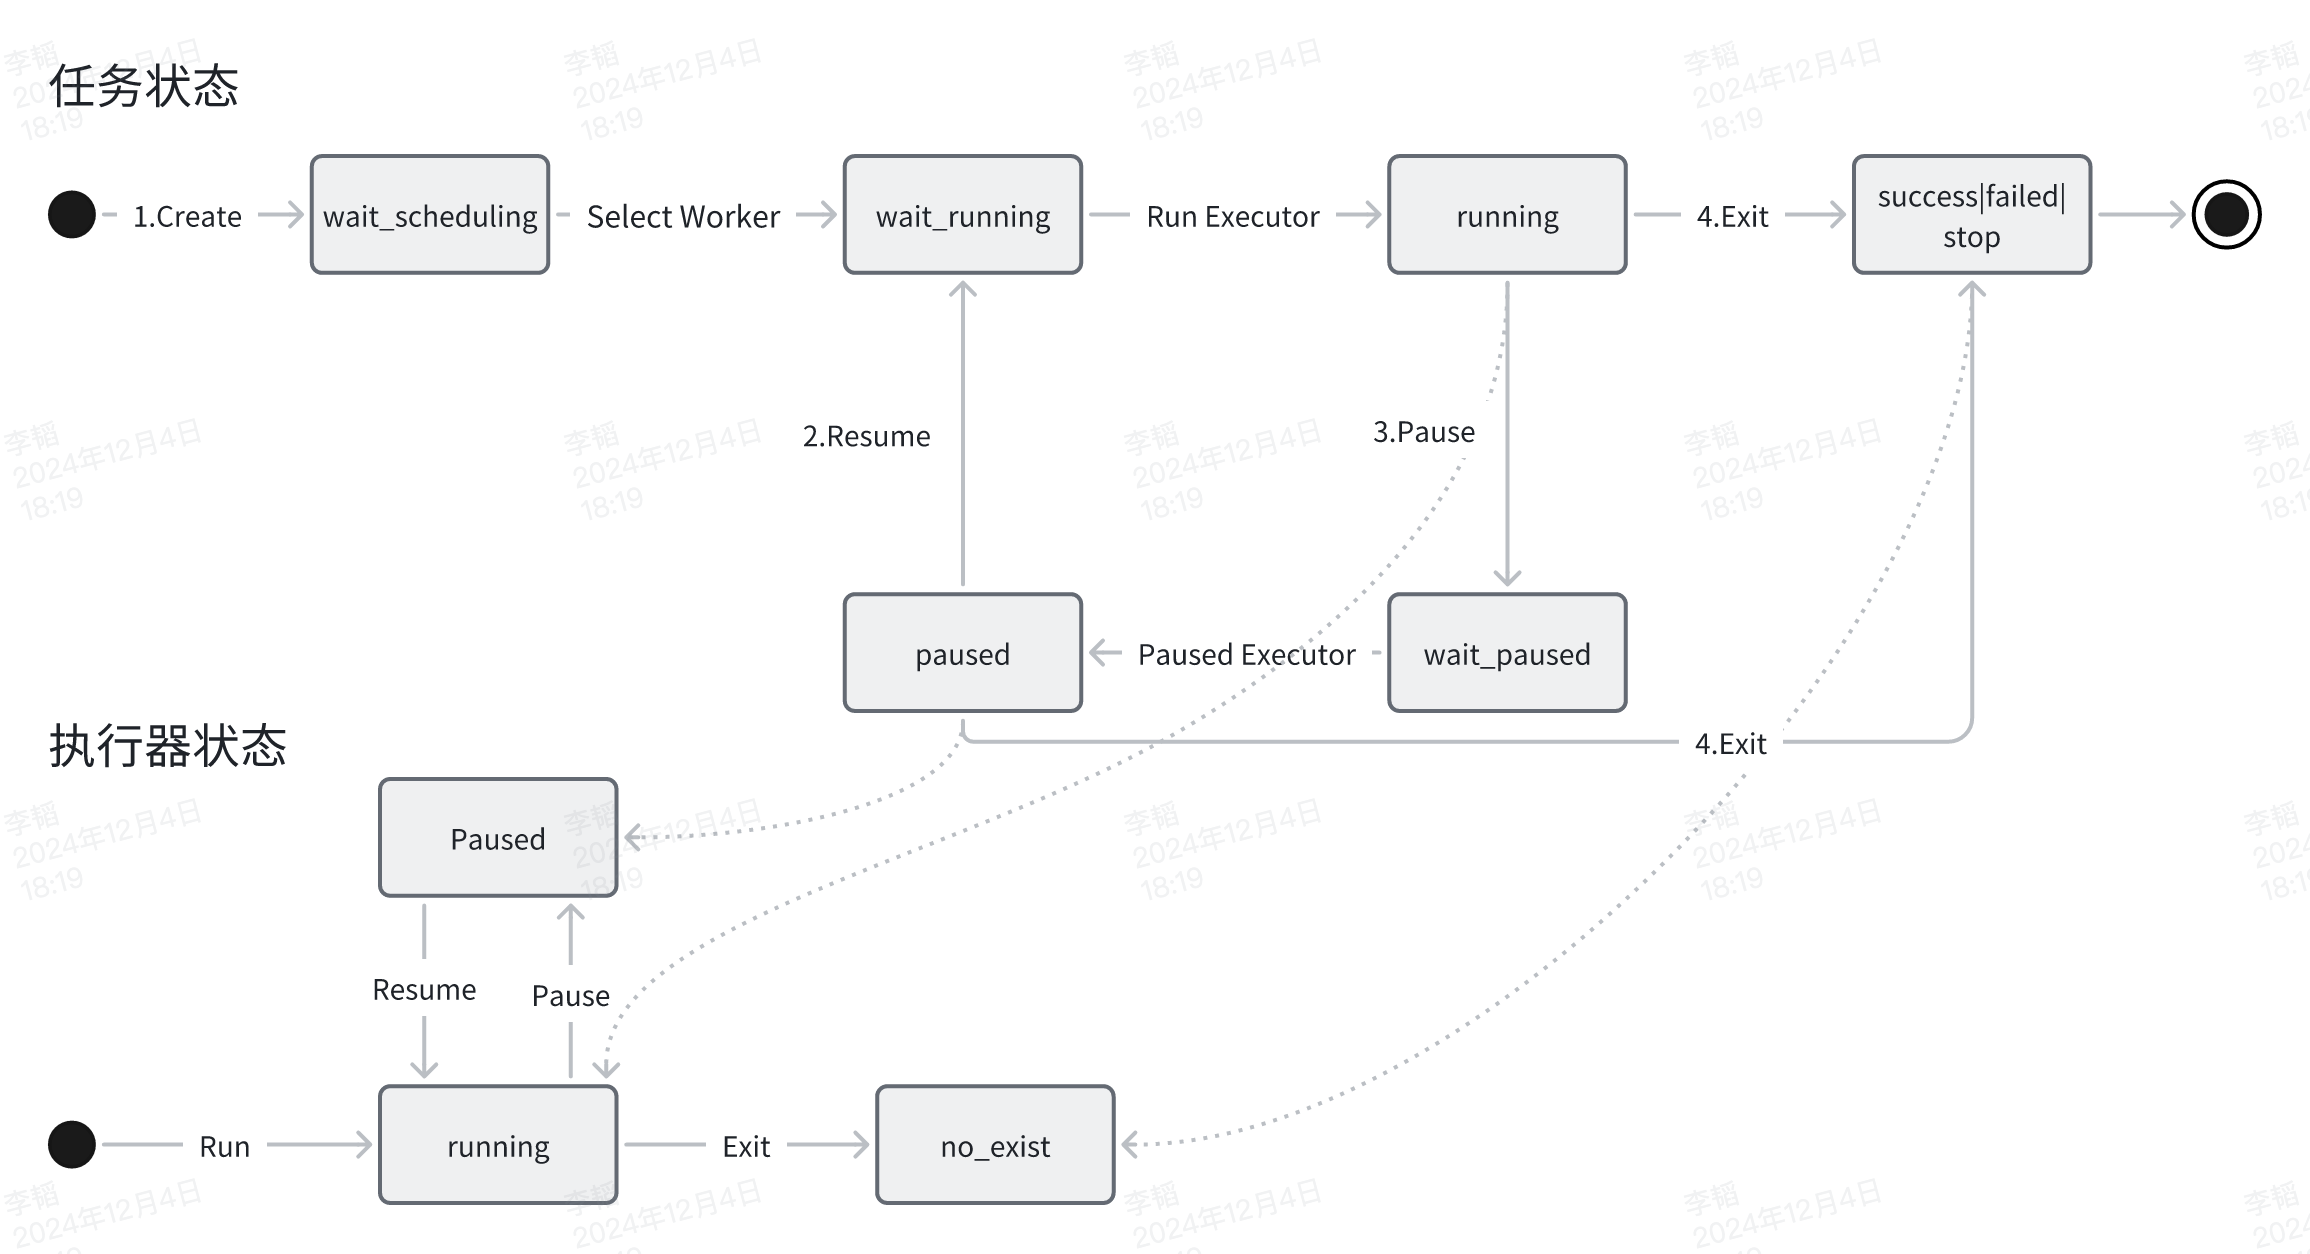 任务状态
1.Create
wait_scheduling
Select Worker
wait_running
Run Executor
running
4.Exit
success|failed|
stop
2.Resume
3.Pause
paused
Paused Executor
wait_paused
4.Exit
执行器状态
Paused
Resume
Pause
Run
running
Exit
no_exist
李韬
2024年12月4日
18:19